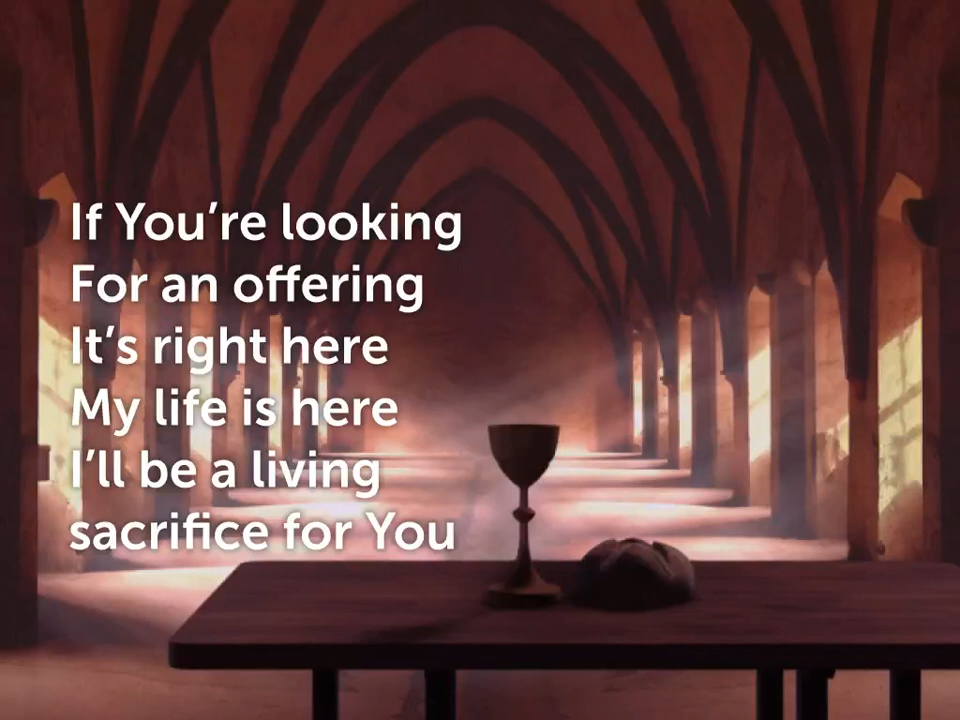 If You’re looking
For an offering
It’s right here
My life is here
I’ll be a living
sacrifice for You